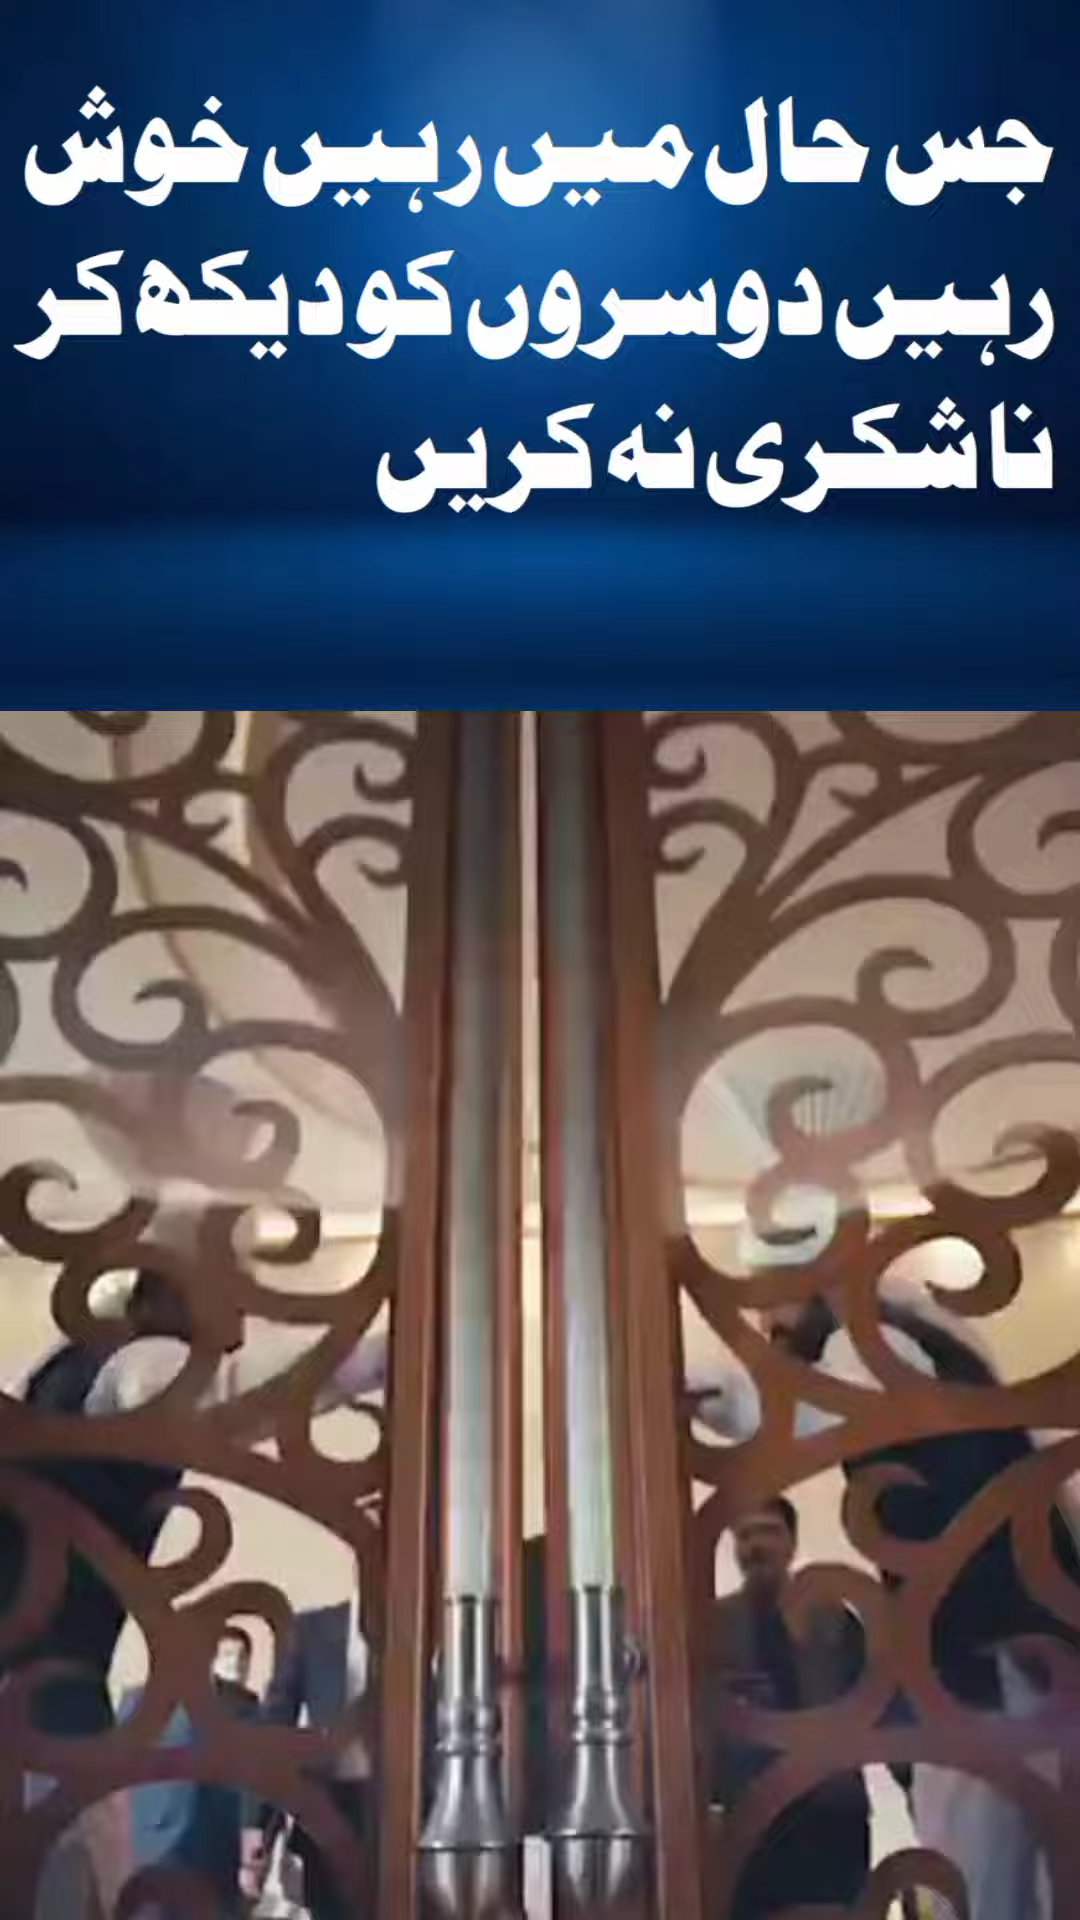 جس حال میں رہیں خوش
رہیں دوسروں کو دیکھ کر
ناشکری نہ کریں